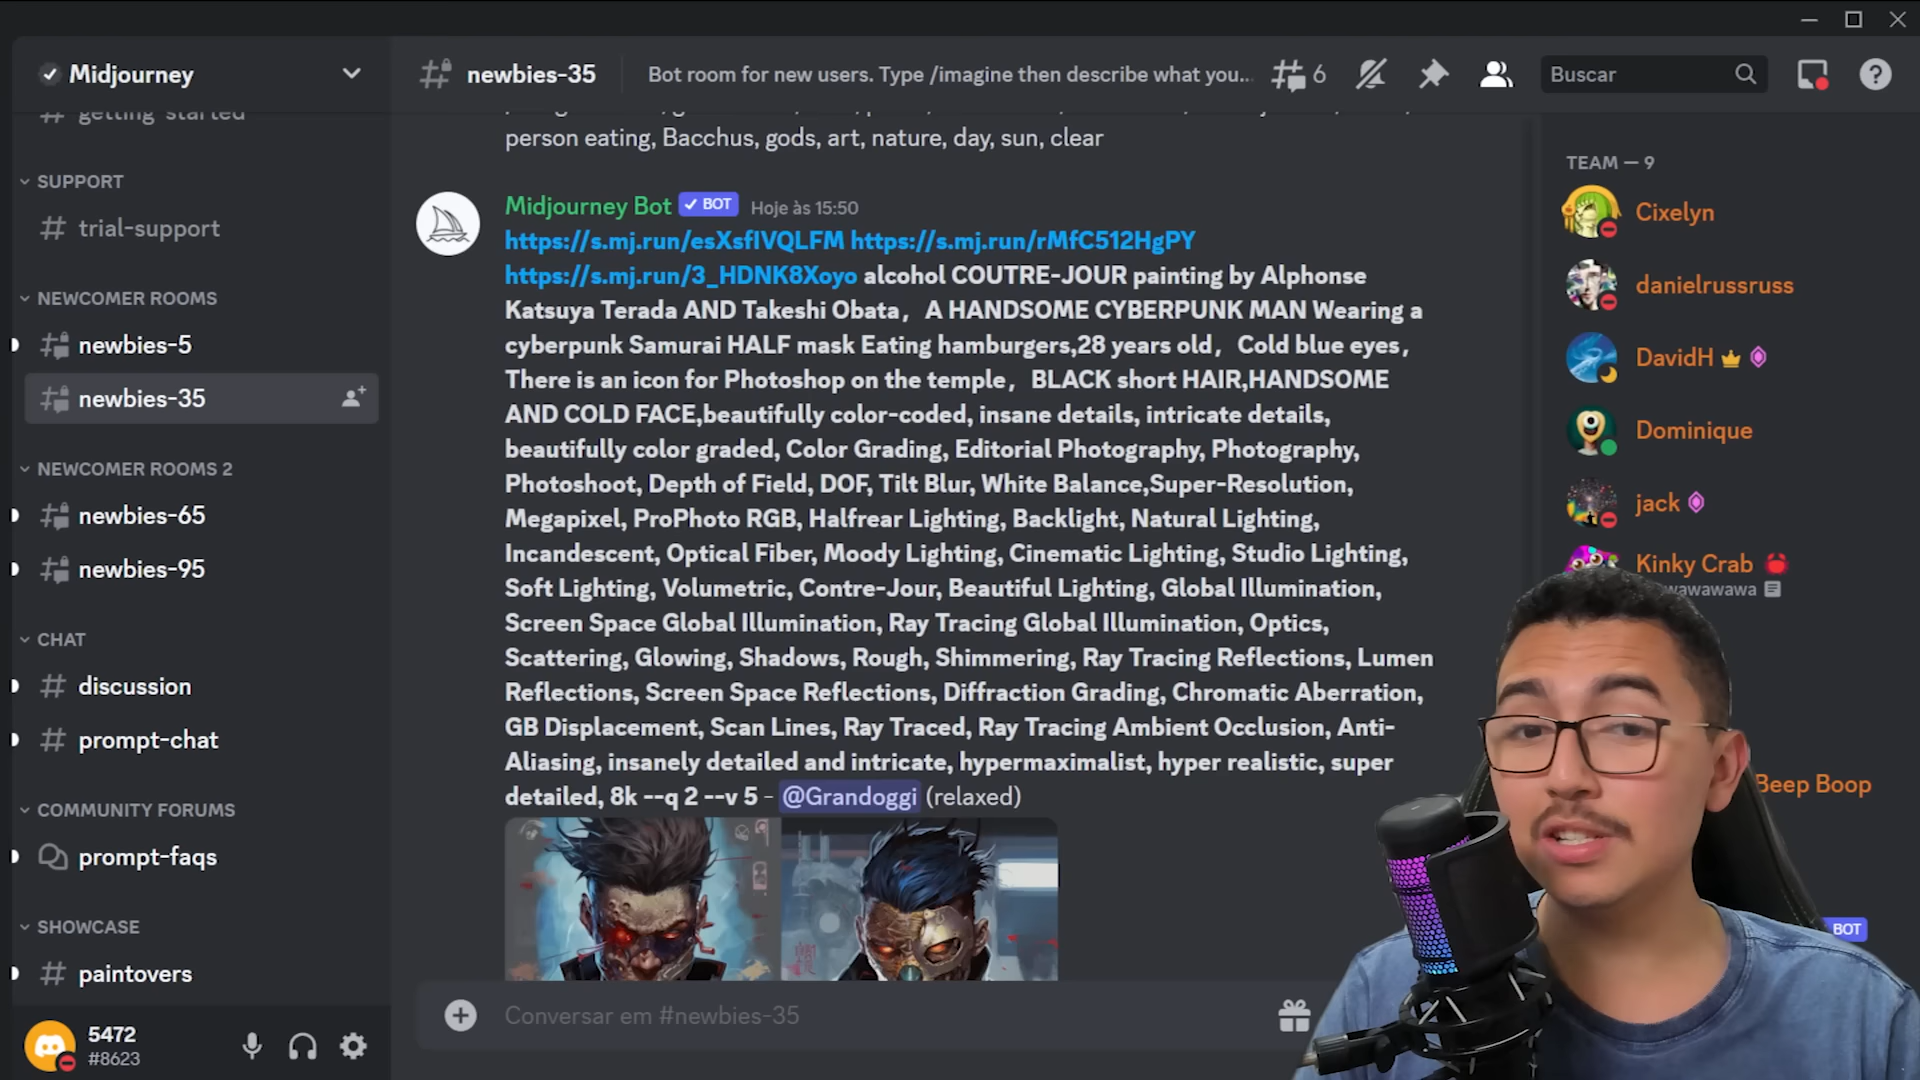 Midjourney
getting-started
SUPPORT
trial-support
NEWCOMER ROOMS
newbies-5
newbies-35
NEWCOMER ROOMS 2
newbies-65
newbies-95
CHAT
discussion
prompt-chat
COMMUNITY FORUMS
prompt-faqs
SHOWCASE
paintovers
5472
#8623
newbies-35
Bot room for new users. Type /imagine then describe what you...
6
Buscar
person eating, Bacchus, gods, art, nature, day, sun, clear
Midjourney Bot BOT Hoje às 15:50
https://s.mj.run/esXsfIVQLFM https://s.mj.run/rMfC512HgPY
https://s.mj.run/3_HDNK8Xoyo alcohol COUTRE-JOUR painting by Alphonse
Katsuya Terada AND Takeshi Obata，A HANDSOME CYBERPUNK MAN Wearing a
cyberpunk Samurai HALF mask Eating hamburgers,28 years old，Cold blue eyes，
There is an icon for Photoshop on the temple，BLACK short HAIR,HANDSOME
AND COLD FACE,beautifully color-coded, insane details, intricate details,
beautifully color graded, Color Grading, Editorial Photography, Photography,
Photoshoot, Depth of Field, DOF, Tilt Blur, White Balance,Super-Resolution,
Megapixel, ProPhoto RGB, Halfrear Lighting, Backlight, Natural Lighting,
Incandescent, Optical Fiber, Moody Lighting, Cinematic Lighting, Studio Lighting,
Soft Lighting, Volumetric, Contre-Jour, Beautiful Lighting, Global Illumination,
Screen Space Global Illumination, Ray Tracing Global Illumination, Optics,
Scattering, Glowing, Shadows, Rough, Shimmering, Ray Tracing Reflections, Lumen
Reflections, Screen Space Reflections, Diffraction Grading, Chromatic Aberration,
GB Displacement, Scan Lines, Ray Traced, Ray Tracing Ambient Occlusion, Anti-
Aliasing, insanely detailed and intricate, hypermaximalist, hyper realistic, super
detailed, 8k --q 2 --v 5 - @Grandoggi (relaxed)
Conversar em #newbies-35
TEAM — 9
Cixelyn
danielrussruss
DavidH
Dominique
jack
Kinky Crab
wawawawa
Beep Boop
BOT